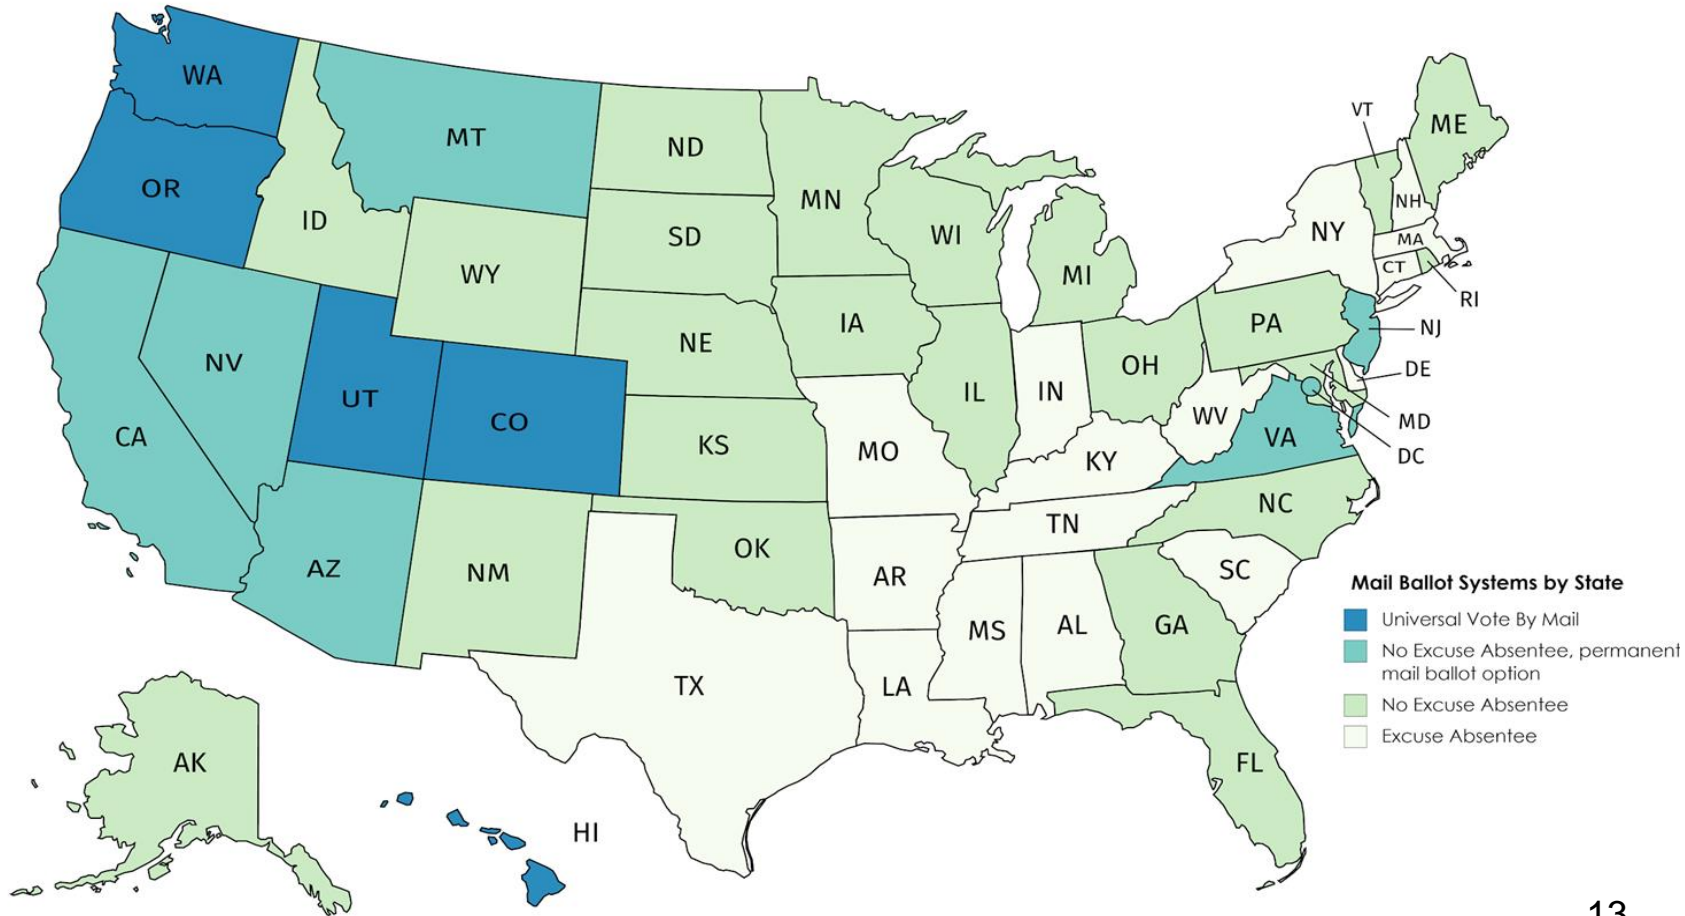 WA
MT
ND
VT
ME
OR
ID
MN
SD
WI
NH
NY
MA
WY
MI
CT
RI
IA
PA
NJ
NE
NV
OH
DE
UT
CO
IL
IN
WV
MD
CA
KS
MO
VA
DC
KY
NC
TN
OK
AZ
NM
AR
SC
MS
AL
GA
TX
LA
AK
FL
HI
Mail Ballot Systems by State
Universal Vote By Mail
No Excuse Absentee, permanent
mail ballot option
No Excuse Absentee
Excuse Absentee
13